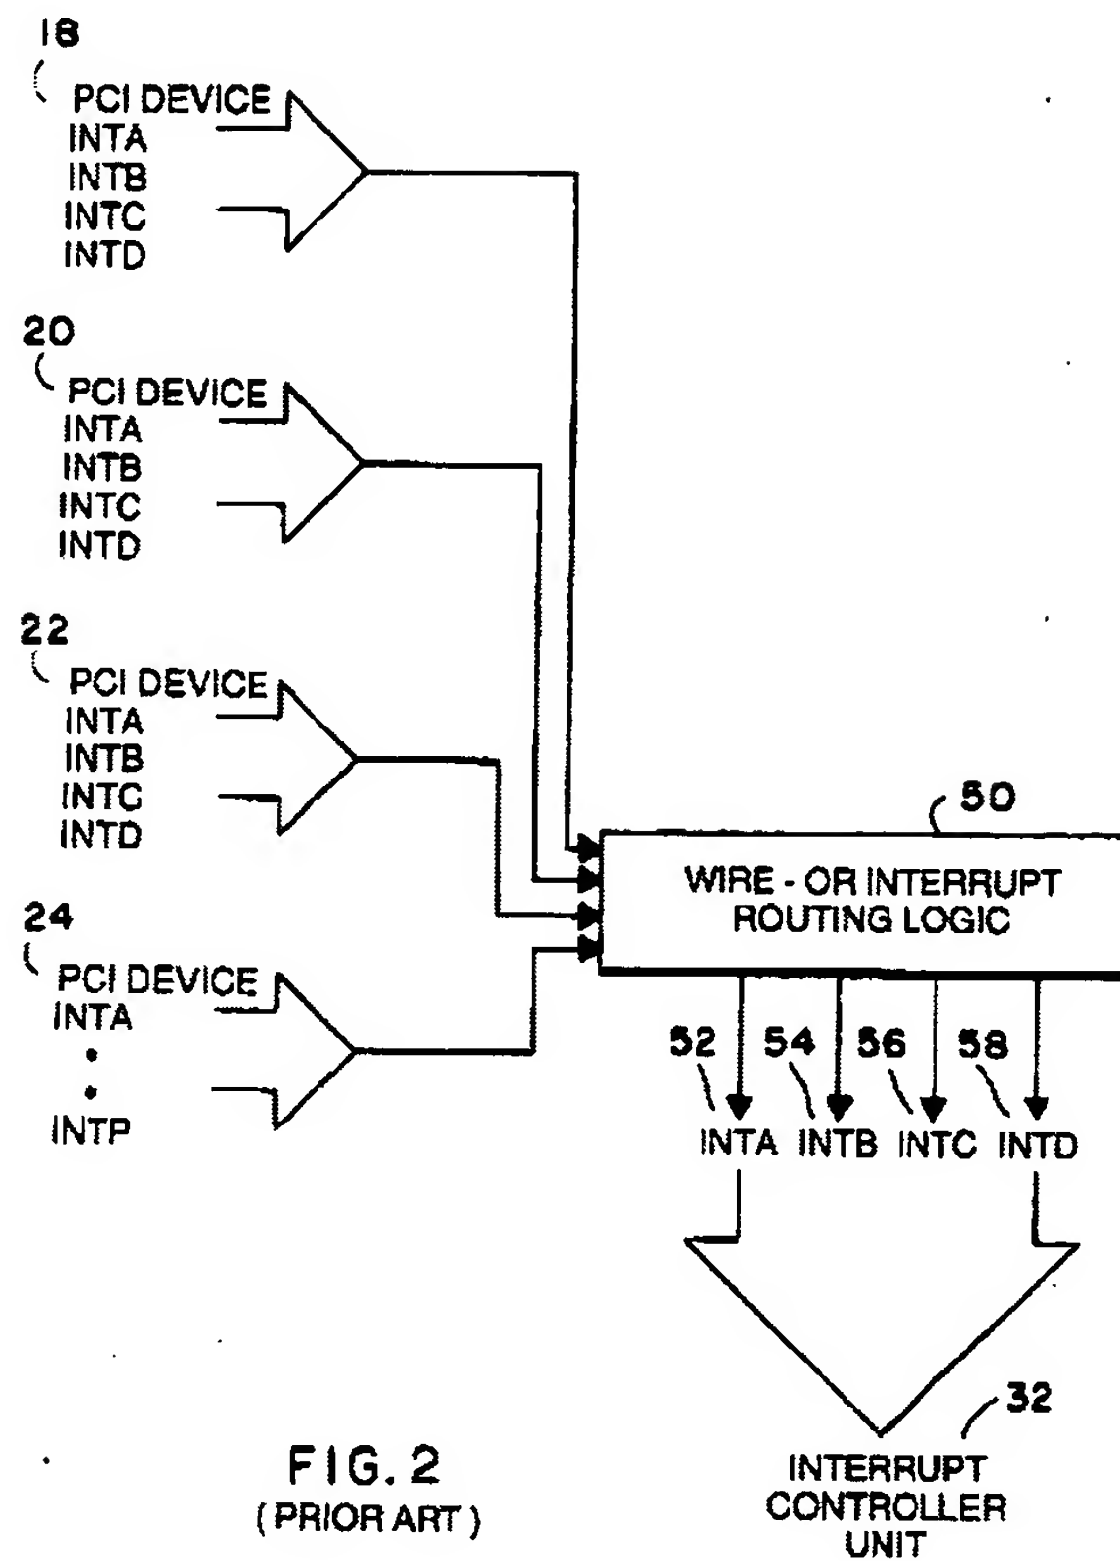 18
PCI DEVICE
INTA
INTB
INTC
INTD
20
PCI DEVICE
INTA
INTB
INTC
INTD
22
PCI DEVICE
INTA
INTB
INTC
INTD
24
PCI DEVICE
INTA
INTP
50
WIRE - OR INTERRUPT
ROUTING LOGIC
52 54 56 58
INTA INTB INTC INTD
32
INTERRUPT
CONTROLLER
UNIT
FIG. 2
(PRIOR ART)